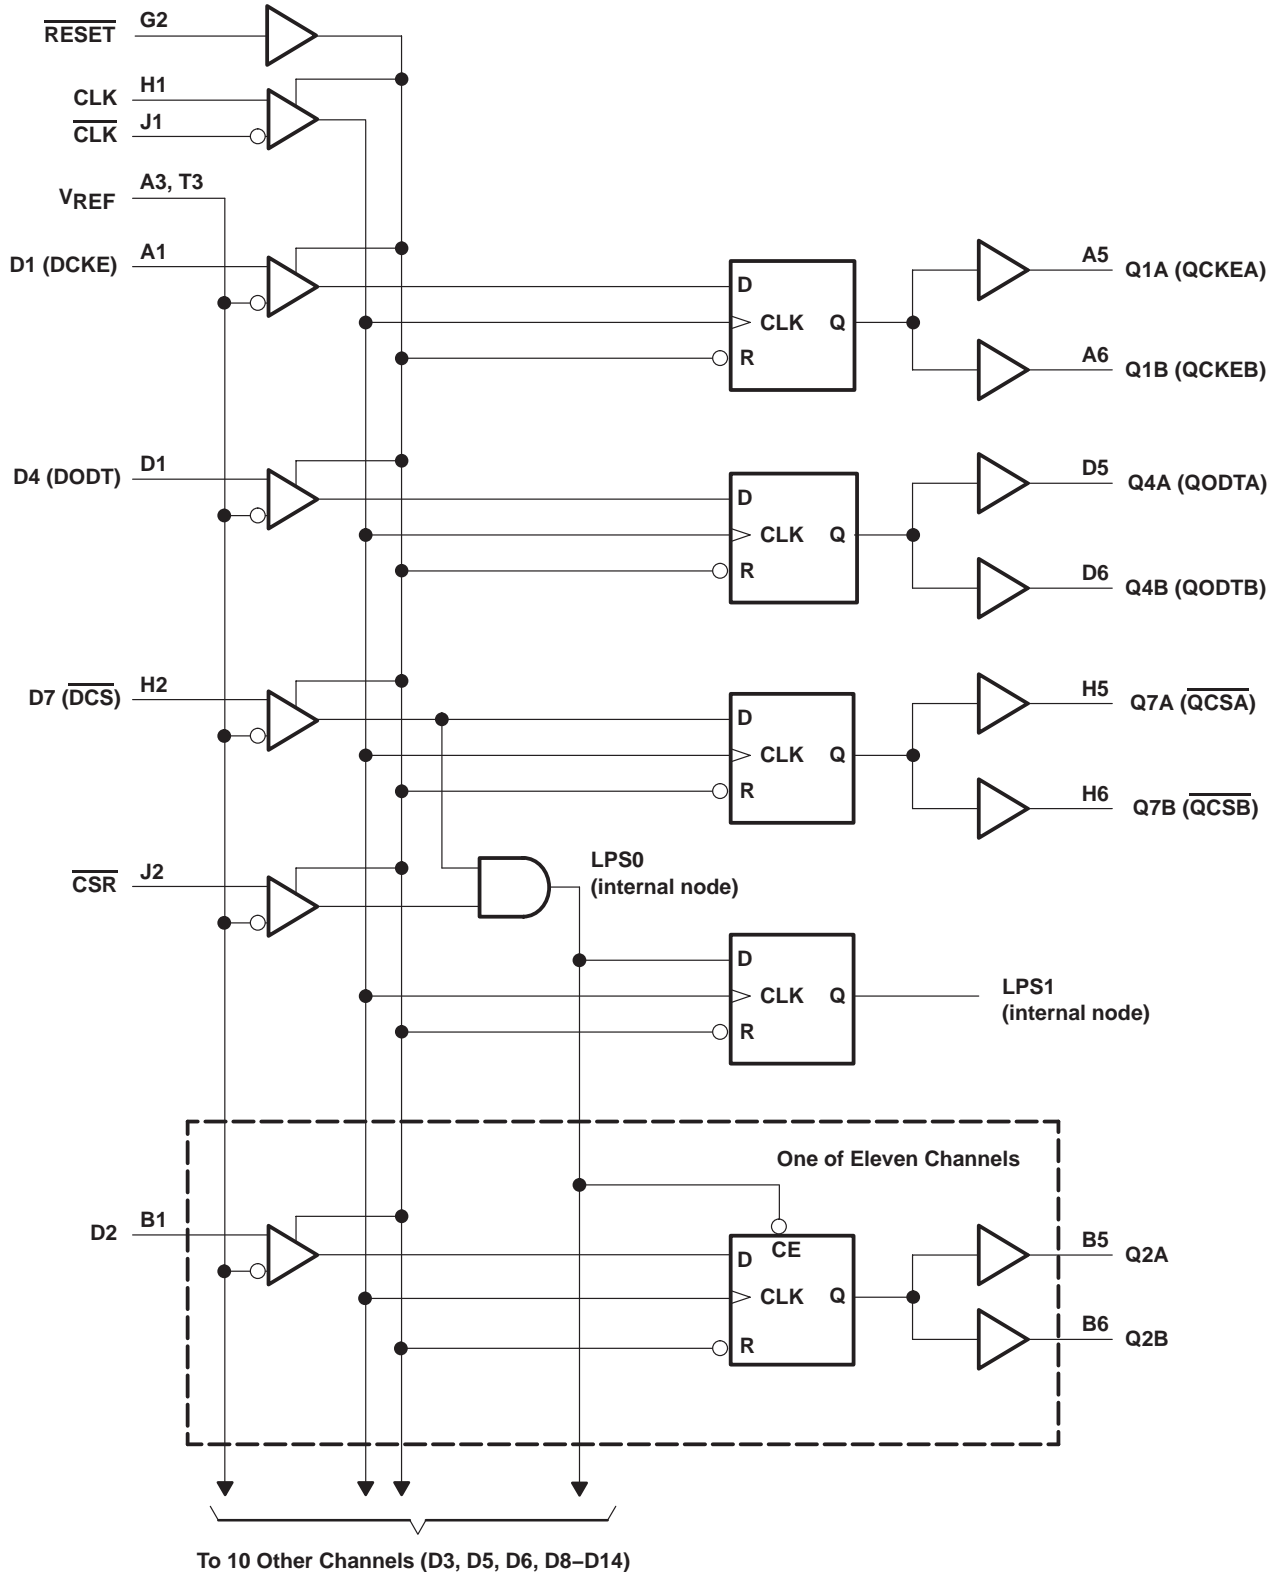 RESET G2
CLK H1
CLK J1
VREF A3, T3
D1 (DCKE) A1
D
CLK Q
R
A5 Q1A (QCKEA)
A6 Q1B (QCKEB)
D4 (DODT) D1
D
CLK Q
R
D5 Q4A (QODTA)
D6 Q4B (QODTB)
D7 (DCS) H2
D
CLK Q
R
H5 Q7A (QCSA)
H6 Q7B (QCSB)
CSR J2
LPS0
(internal node)
D
CLK Q
R
LPS1
(internal node)
One of Eleven Channels
D2 B1
CE
D
CLK Q
R
B5 Q2A
B6 Q2B
To 10 Other Channels (D3, D5, D6, D8−D14)